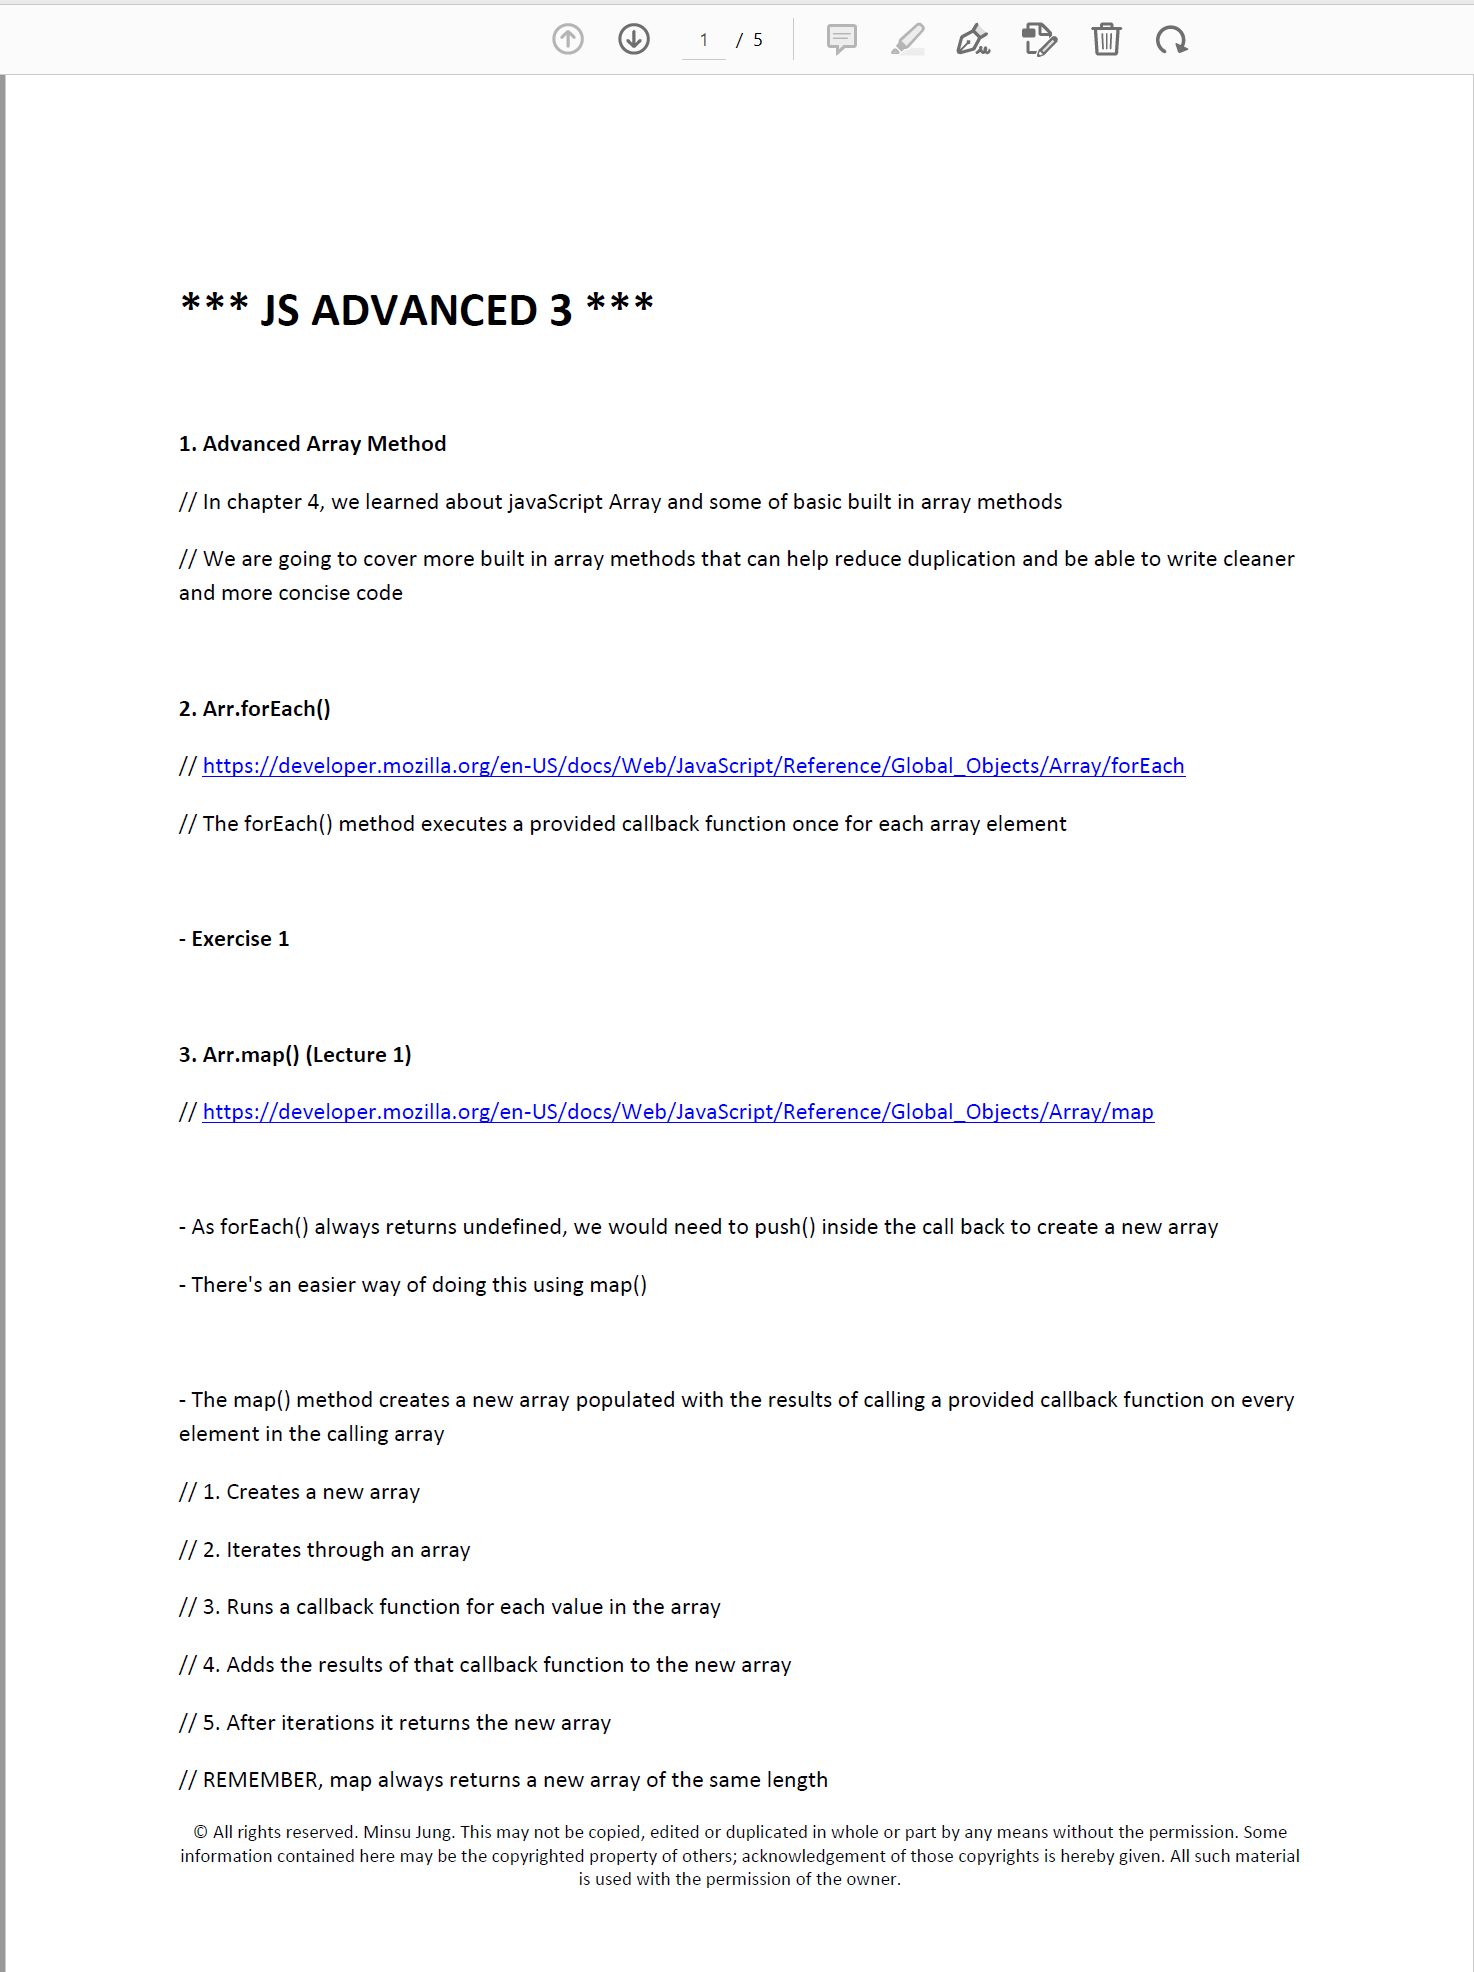 1 / 5
*** JS ADVANCED 3 ***
1. Advanced Array Method
// In chapter 4, we learned about javaScript Array and some of basic built in array methods
// We are going to cover more built in array methods that can help reduce duplication and be able to write cleaner
and more concise code
2. Arr.forEach()
// https://developer.mozilla.org/en-US/docs/Web/JavaScript/Reference/Global_Objects/Array/forEach
// The forEach() method executes a provided callback function once for each array element
- Exercise 1
3. Arr.map() (Lecture 1)
// https://developer.mozilla.org/en-US/docs/Web/JavaScript/Reference/Global_Objects/Array/map
- As forEach() always returns undefined, we would need to push() inside the call back to create a new array
- There's an easier way of doing this using map()
- The map() method creates a new array populated with the results of calling a provided callback function on every
element in the calling array
// 1. Creates a new array
// 2. Iterates through an array
// 3. Runs a callback function for each value in the array
// 4. Adds the results of that callback function to the new array
// 5. After iterations it returns the new array
// REMEMBER, map always returns a new array of the same length
© All rights reserved. Minsu Jung. This may not be copied, edited or duplicated in whole or part by any means without the permission. Some
information contained here may be the copyrighted property of others; acknowledgement of those copyrights is hereby given. All such material
is used with the permission of the owner.